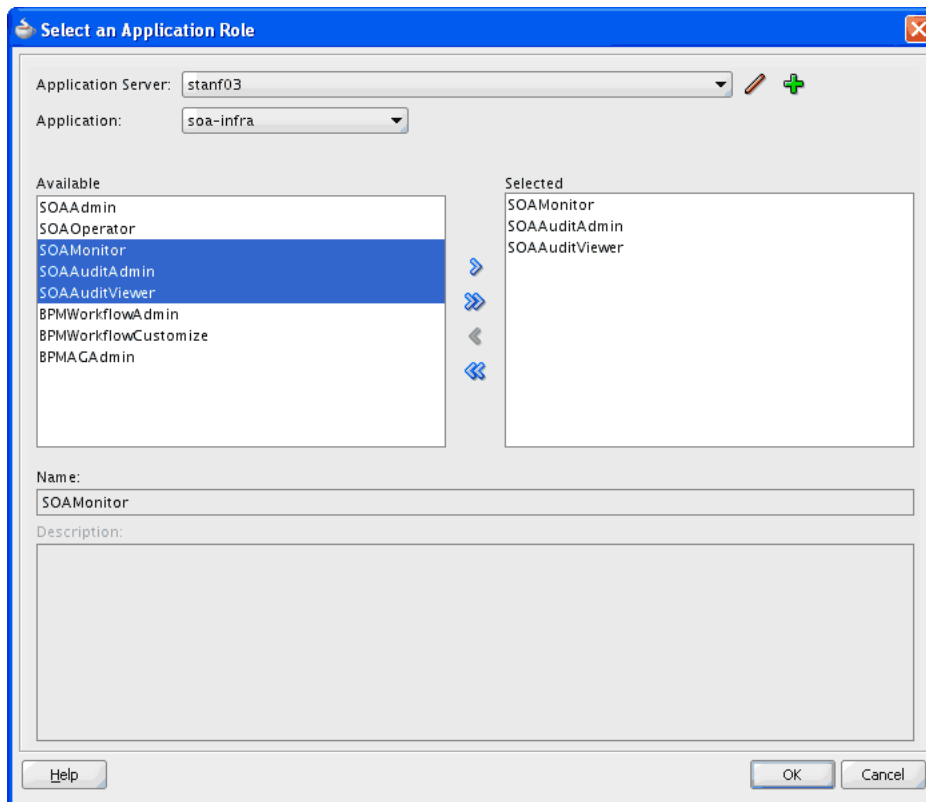 Select an Application Role
Application Server: stanf03
Application: soa-infra
Available
SOAAdmin
SOAOperator
SOAMonitor
SOAAuditAdmin
SOAAuditViewer
BPMWorkflowAdmin
BPMWorkflowCustomize
BPMAGAdmin
Selected
SOAMonitor
SOAAuditAdmin
SOAAuditViewer
Name:
SOAMonitor
Description:
Help
OK
Cancel